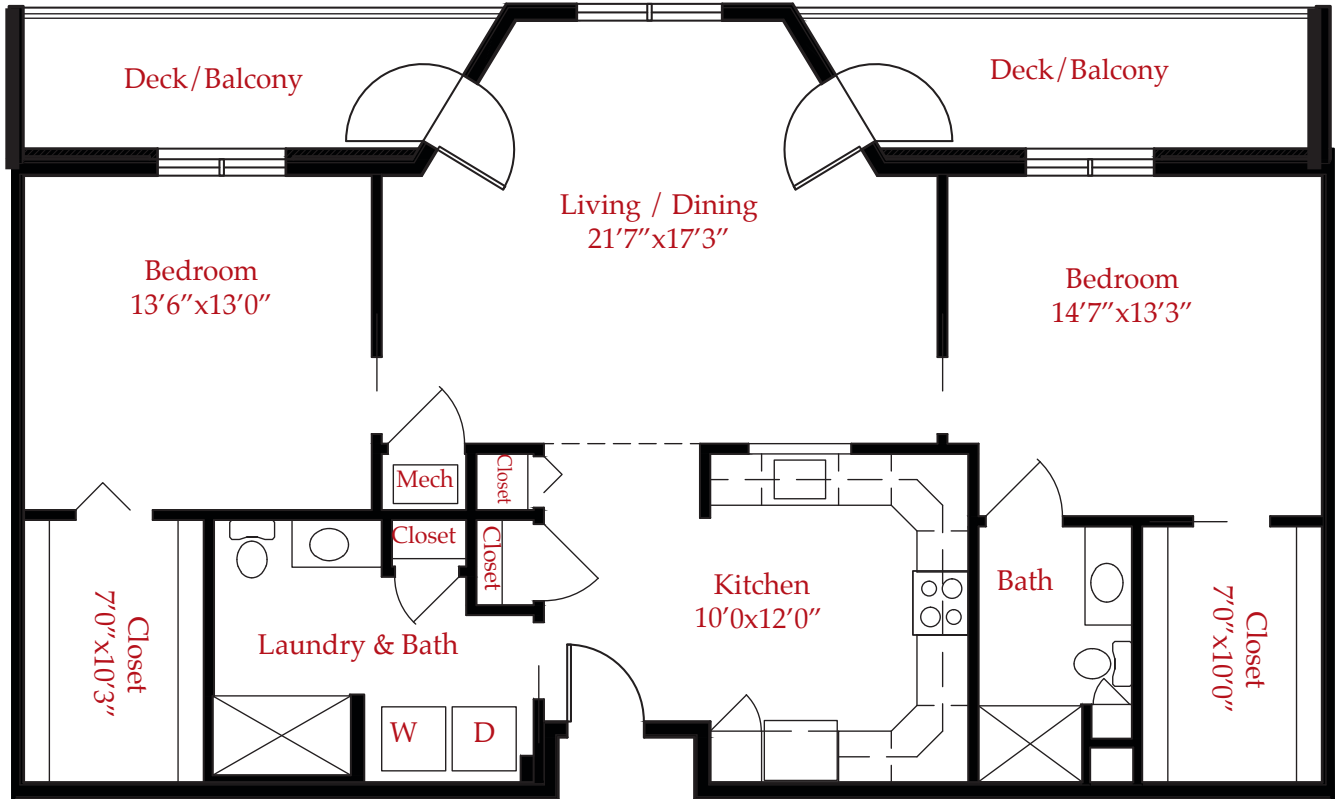 Deck/Balcony
Deck/Balcony
Living / Dining
21’7”x17’3”
Bedroom
13’6”x13’0”
Bedroom
14’7”x13’3”
Mech
Closet
Closet
Closet
Closet
7’0”x10’3”
Laundry & Bath
W
D
Kitchen
10’0x12’0”
Bath
Closet
7’0”x10’0”